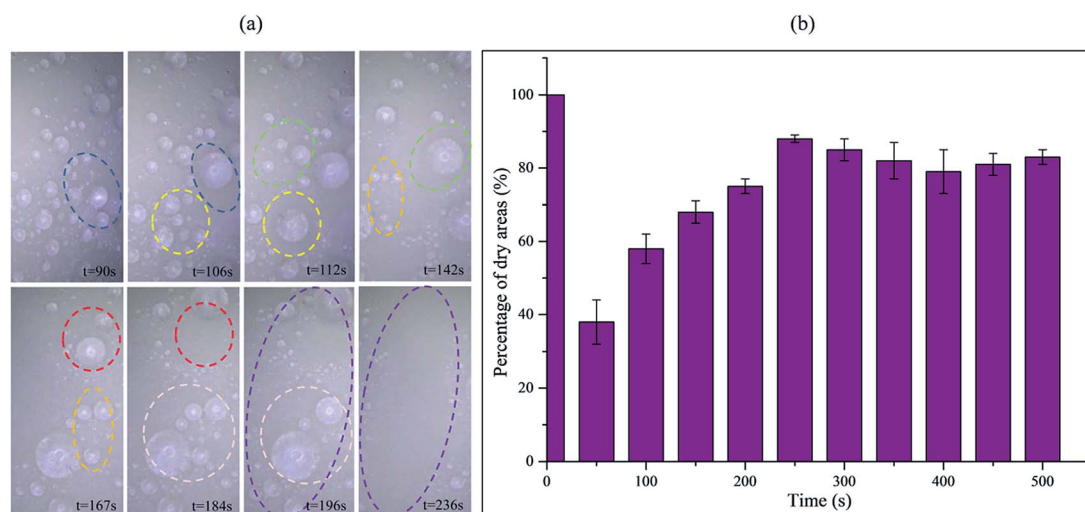 (a)
(b)
t=90s
t=106s
t=112s
t=142s
t=167s
t=184s
t=196s
t=236s
Percentage of dry areas (%)
100
80
60
40
20
0
0
100
200
300
400
500
Time (s)